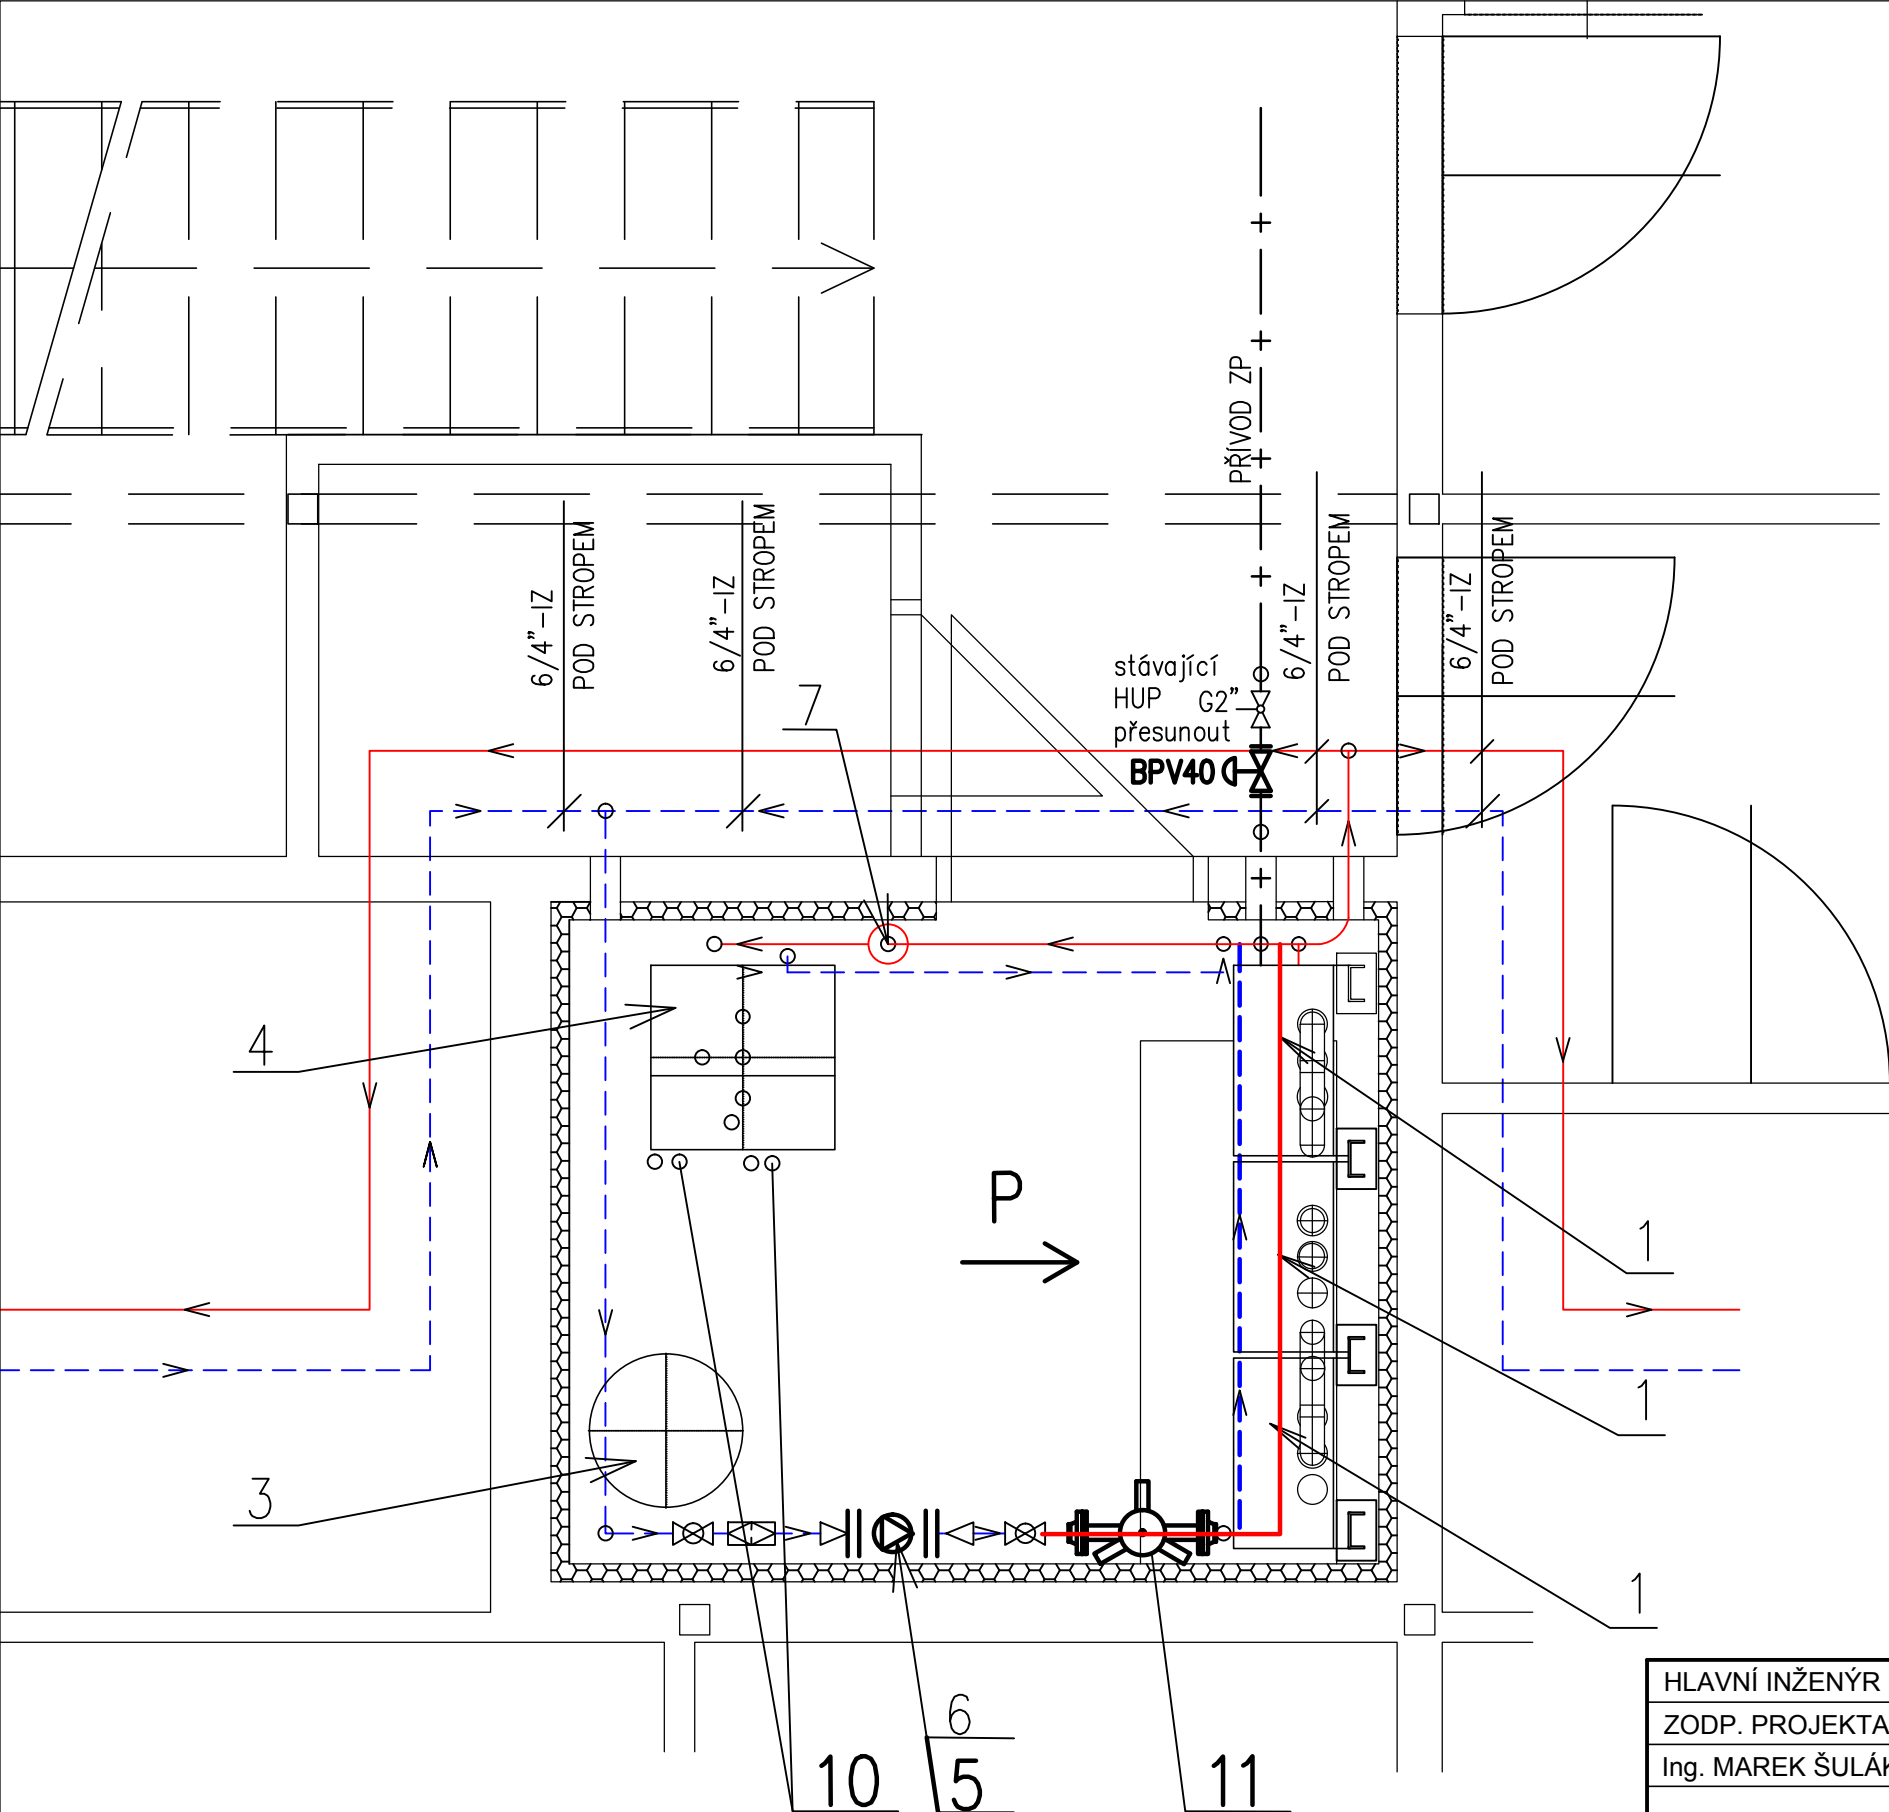 PŘÍVOD ZP
6/4"-IZ
POD STROPEM
6/4"-IZ
POD STROPEM
6/4"-IZ
POD STROPEM
6/4"-IZ
POD STROPEM
stávající
HUP G2"
přesunout
BPV40
7
4
P
1
1
3
1
6
10
5
11
HLAVNÍ INŽENÝR
ZODP. PROJEKTA
Ing. MAREK ŠULÁK